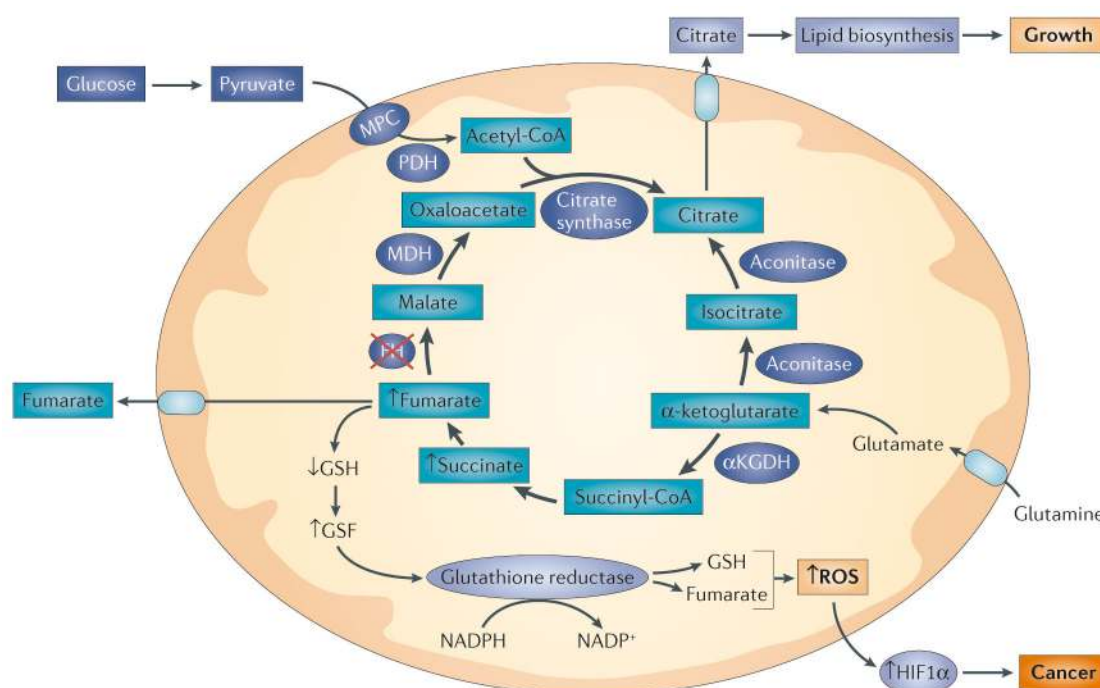 Citrate
Lipid biosynthesis
Growth
Glucose
Pyruvate
MPC
Acetyl-CoA
PDH
Oxaloacetate
Citrate
synthase
Citrate
MDH
Aconitase
Malate
Isocitrate
FH
Aconitase
Fumarate
↑Fumarate
α-ketoglutarate
Glutamate
↓GSH
↑Succinate
αKGDH
Succinyl-CoA
Glutamine
↑GSF
Glutathione reductase
GSH
Fumarate
↑ROS
NADPH
NADP⁺
↑HIF1α
Cancer